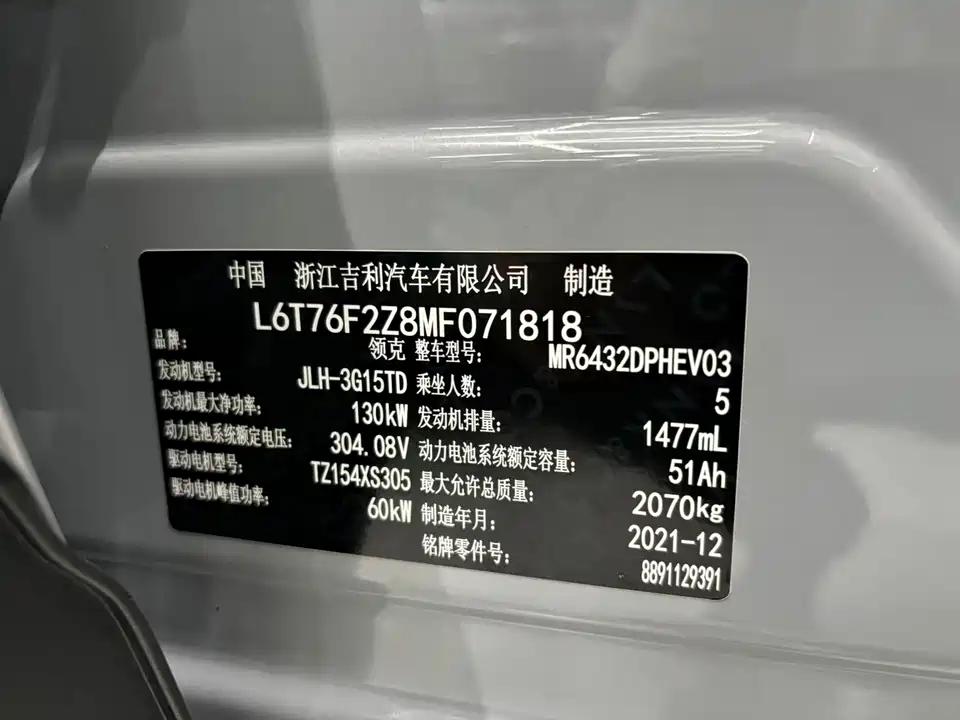 中国 浙江吉利汽车有限公司 制造
L6T76F2Z8MF071818
品牌: 领克 整车型号: MR6432DPHEV03
发动机型号: JLH-3G15TD 乘坐人数: 5
发动机最大净功率: 130kW 发动机排量: 1477mL
动力电池系统额定电压: 304.08V 动力电池系统额定容量: 51Ah
驱动电机型号: TZ154XS305 最大允许总质量: 2070kg
驱动电机峰值功率: 60kW 制造年月: 2021-12
铭牌零件号: 8891129391